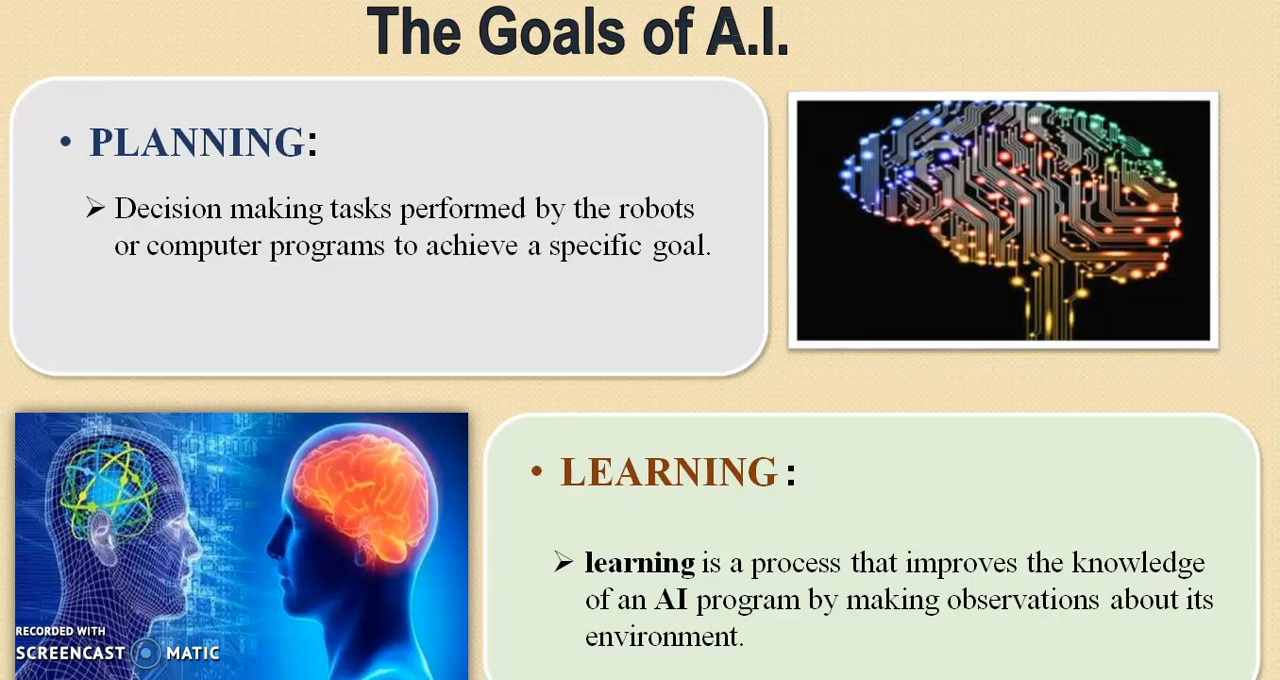 The Goals of A.I.
• PLANNING:
➢ Decision making tasks performed by the robots
or computer programs to achieve a specific goal.
• LEARNING :
➢ learning is a process that improves the knowledge
of an AI program by making observations about its
environment.
RECORDED WITH
SCREENCAST MATIC